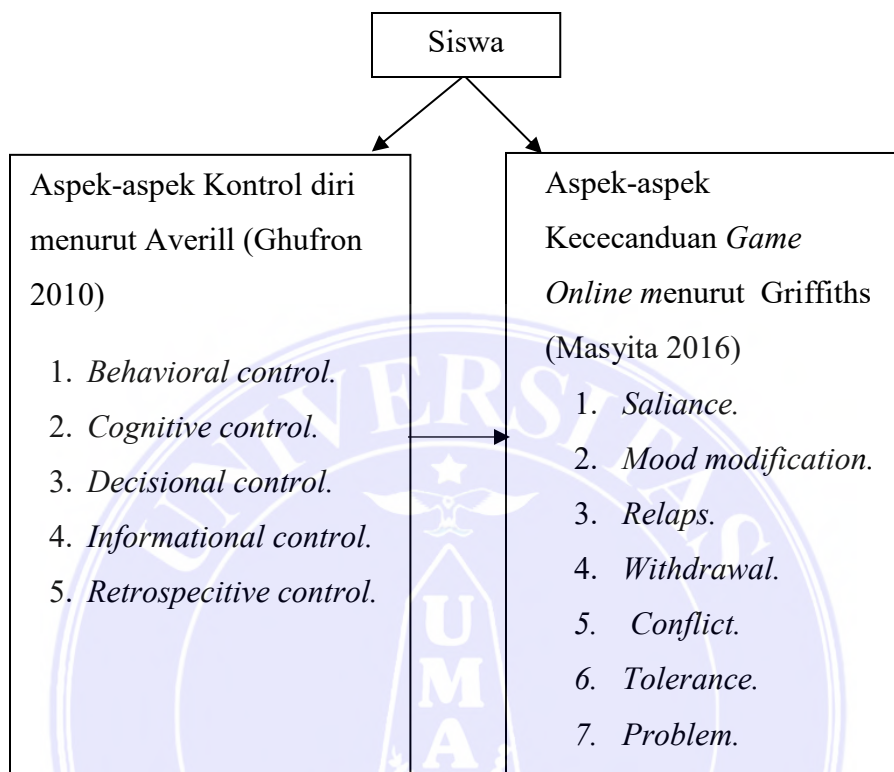 Siswa
Aspek-aspek Kontrol diri
menurut Averill (Ghufron
2010)
1. Behavioral control.
2. Cognitive control.
3. Decisional control.
4. Informational control.
5. Retrospecitive control.
Aspek-aspek
Kececanduan Game
Online menurut Griffiths
(Masyita 2016)
1. Saliance.
2. Mood modification.
3. Relaps.
4. Withdrawal.
5. Conflict.
6. Tolerance.
7. Problem.
UNIVERSITAS
UMA